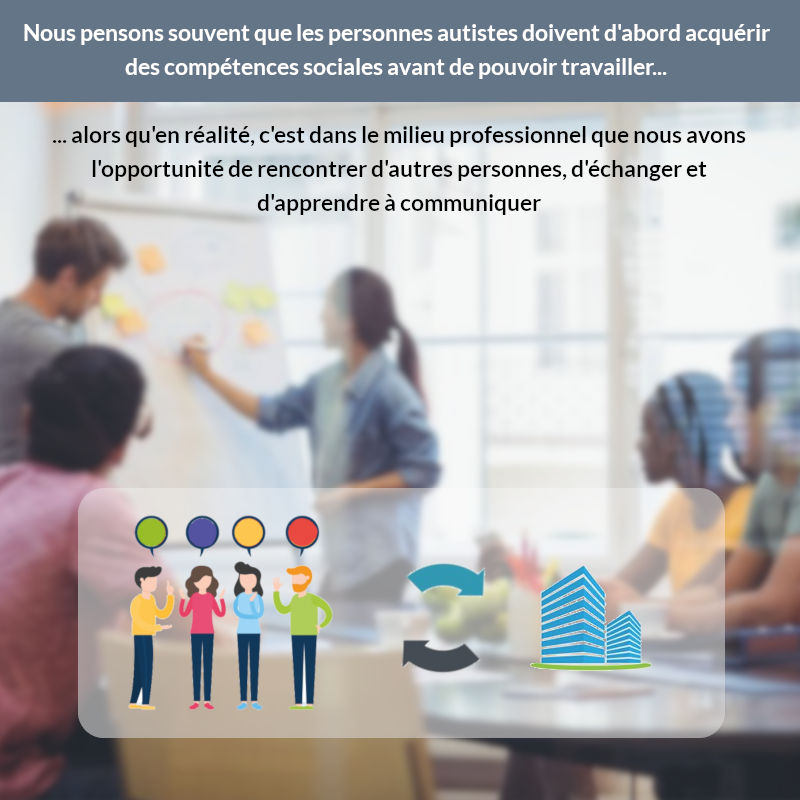 Nous pensons souvent que les personnes autistes doivent d'abord acquérir
des compétences sociales avant de pouvoir travailler...
... alors qu'en réalité, c'est dans le milieu professionnel que nous avons
l'opportunité de rencontrer d'autres personnes, d'échanger et
d'apprendre à communiquer